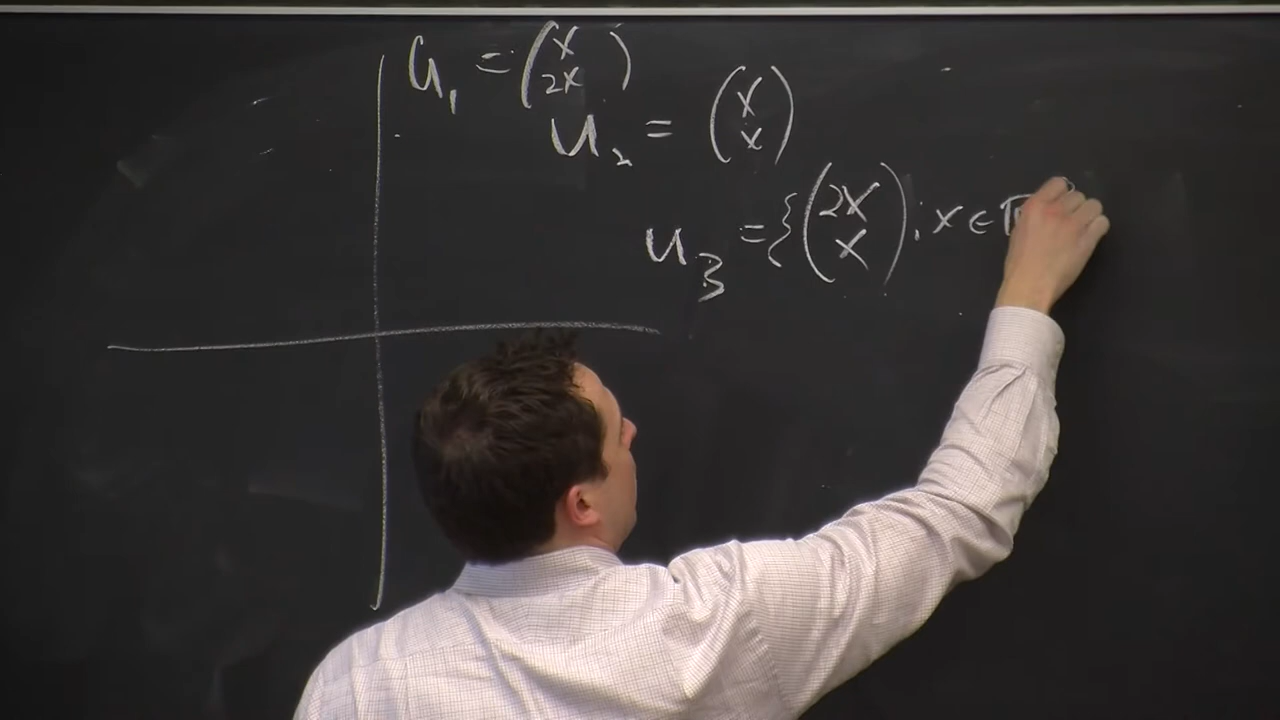 U₁ = (x 2x)
U₂ = (x x)
U₃ = {(2x x) ; x ∈